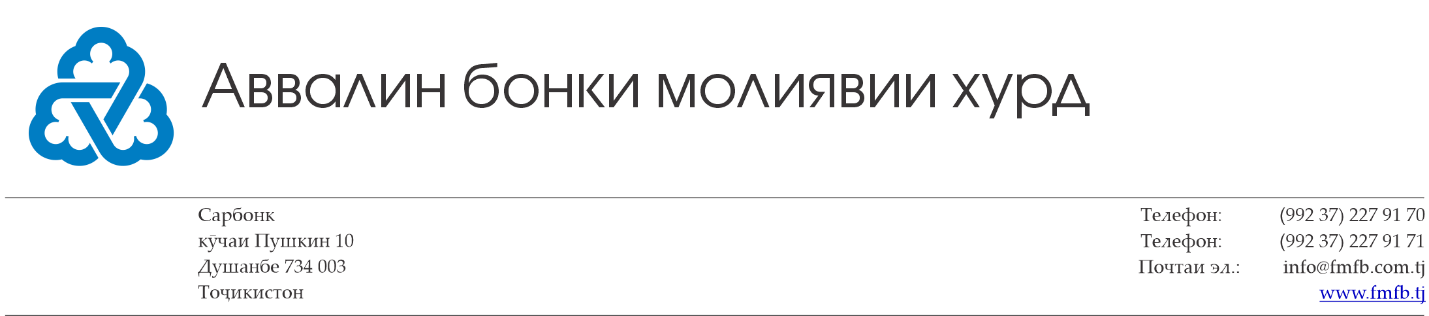 Аввалин бонки молиявии хурд
Сарбонк
кӯчаи Пушкин 10
Душанбе 734 003
Тоҷикистон
Телефон: (992 37) 227 91 70
Телефон: (992 37) 227 91 71
Почтаи эл.: info@fmfb.com.tj
www.fmfb.tj